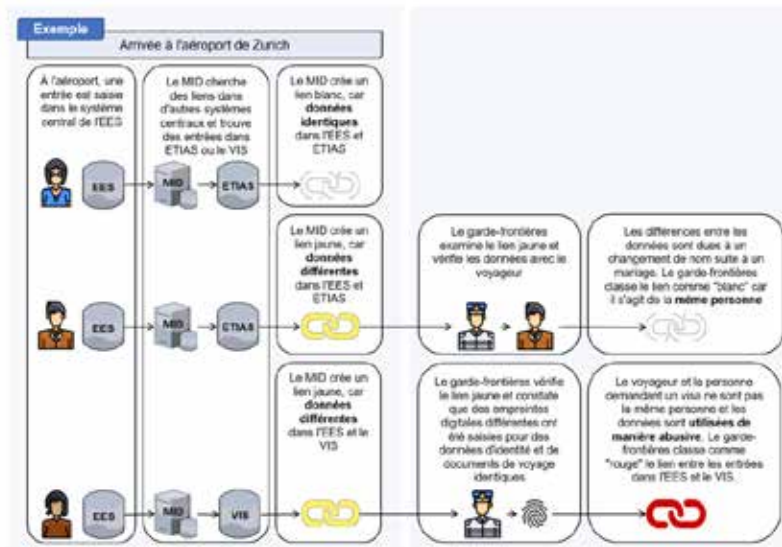 Exemple
Arrivée à l'aéroport de Zurich
À l'aéroport, une
entrée est saisie
dans le système
central de l'EES
Le MID cherche
des liens dans
d'autres systèmes
centraux et trouve
des entrées dans
ETIAS ou le VIS
Le MID crée un
lien blanc, car
données
identiques
dans l'EES et
ETIAS
EES
MID
ETIAS
Le MID crée un
lien jaune, car
données
différentes
dans l'EES et
ETIAS
Le garde-frontières
examine le lien jaune et
vérifie les données avec le
voyageur
Les différences entre les
données sont dues à un
changement de nom suite à un
mariage. Le garde-frontières
classe le lien comme "blanc" car
il s'agit de la même personne
EES
MID
ETIAS
Le MID crée un
lien jaune, car
données
différentes
dans l'EES et le
VIS
Le garde-frontières vérifie
le lien jaune et constate
que des empreintes
digitales différentes ont
été saisies pour des
données d'identité et de
documents de voyage
identiques
Le voyageur et la personne
demandant un visa ne sont pas
la même personne et les
données sont utilisées de
manière abusive. Le garde-
frontières classe comme
"rouge" le lien entre les entrées
dans l'EES et le VIS.
EES
MID
VIS